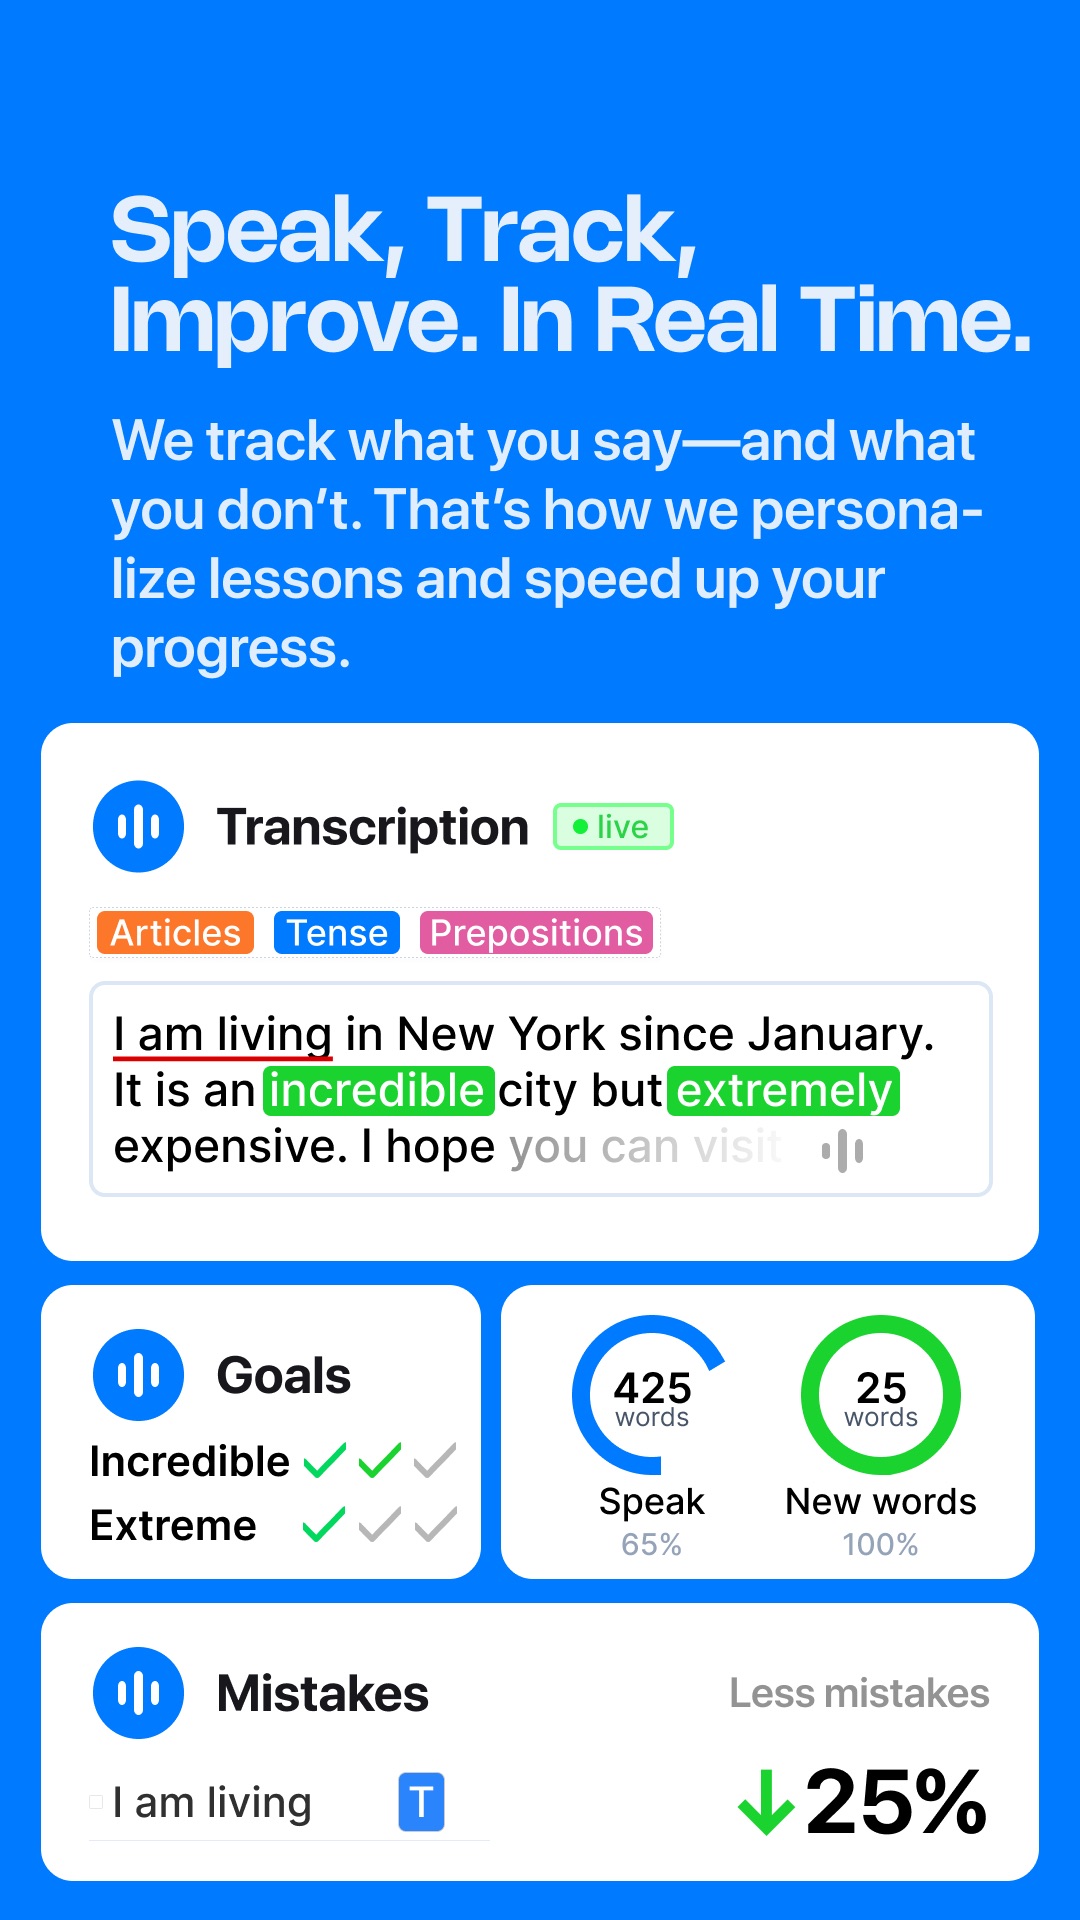 Speak, Track,
Improve. In Real Time.
We track what you say—and what
you don’t. That’s how we persona-
lize lessons and speed up your
progress.
Transcription
live
Articles Tense Prepositions
I am living in New York since January.
It is an incredible city but extremely
expensive. I hope you can visit
Goals
Incredible
Extreme
425
words
Speak
65%
25
words
New words
100%
Mistakes
I am living T
Less mistakes
25%